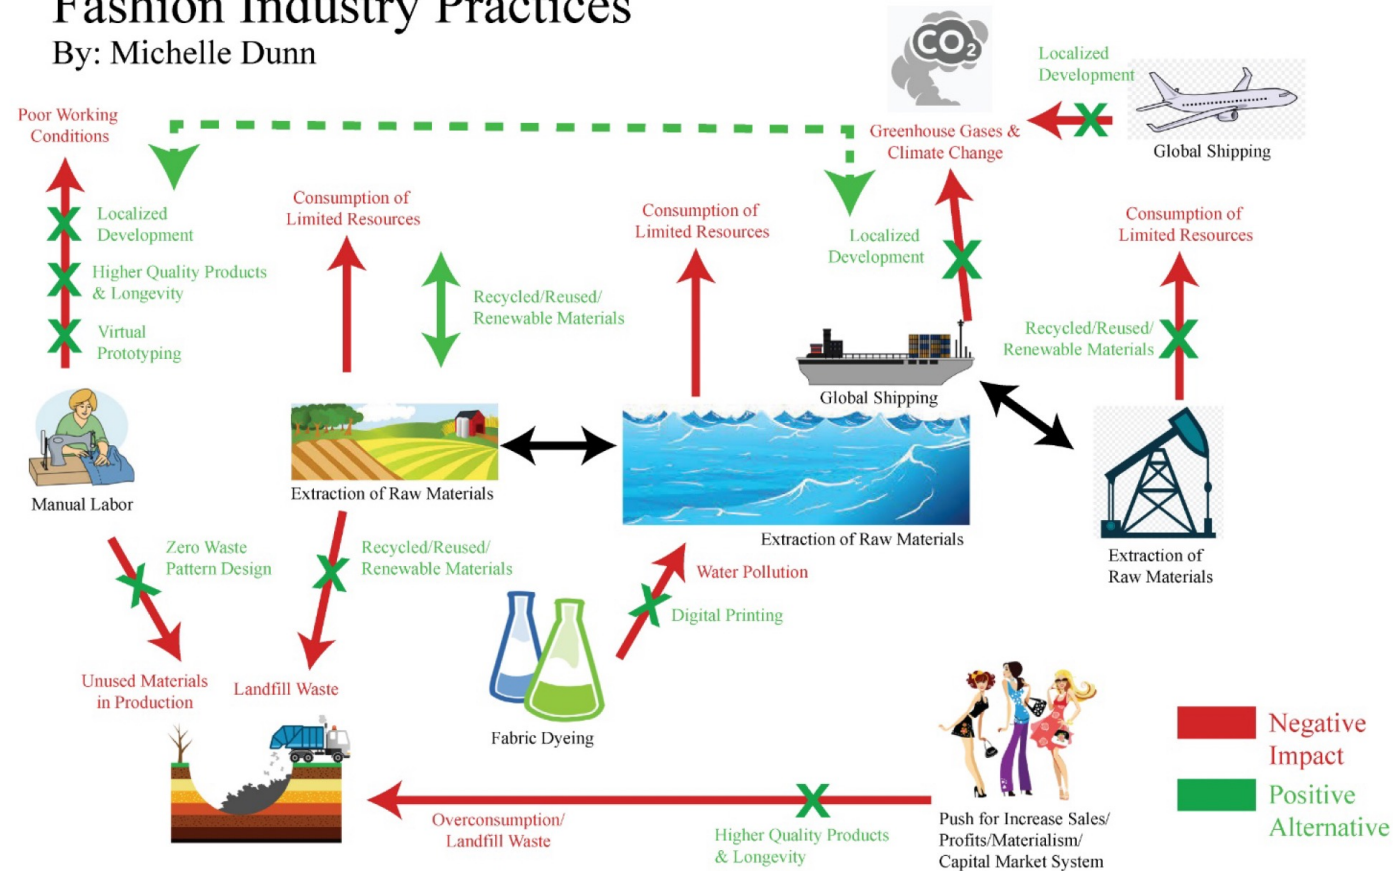 Fashion Industry Practices
By: Michelle Dunn
CO2
Localized
Development
Global Shipping
Poor Working
Conditions
Greenhouse Gases &
Climate Change
Consumption of
Limited Resources
Consumption of
Limited Resources
Consumption of
Limited Resources
Localized
Development
Higher Quality Products
& Longevity
Virtual
Prototyping
Recycled/Reused/
Renewable Materials
Localized
Development
Recycled/Reused/
Renewable Materials
Global Shipping
Manual Labor
Extraction of Raw Materials
Extraction of Raw Materials
Extraction of
Raw Materials
Zero Waste
Pattern Design
Recycled/Reused/
Renewable Materials
Water Pollution
Digital Printing
Unused Materials
in Production
Landfill Waste
Fabric Dyeing
Negative
Impact
Positive
Alternative
Overconsumption/
Landfill Waste
Higher Quality Products
& Longevity
Push for Increase Sales/
Profits/Materialism/
Capital Market System